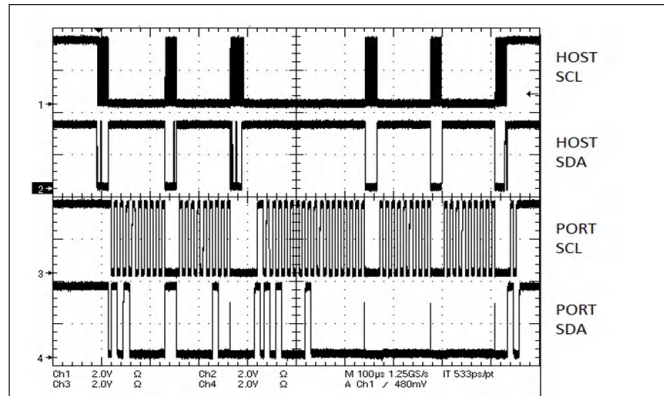 HOST
SCL
1
HOST
SDA
2
PORT
SCL
3
PORT
SDA
4
Ch1 2.0V Ω Ch2 2.0V Ω M 100µs 1.25GS/s IT 533ps/pt
Ch3 2.0V Ω Ch4 2.0V Ω A Ch1 ∕ 480mV